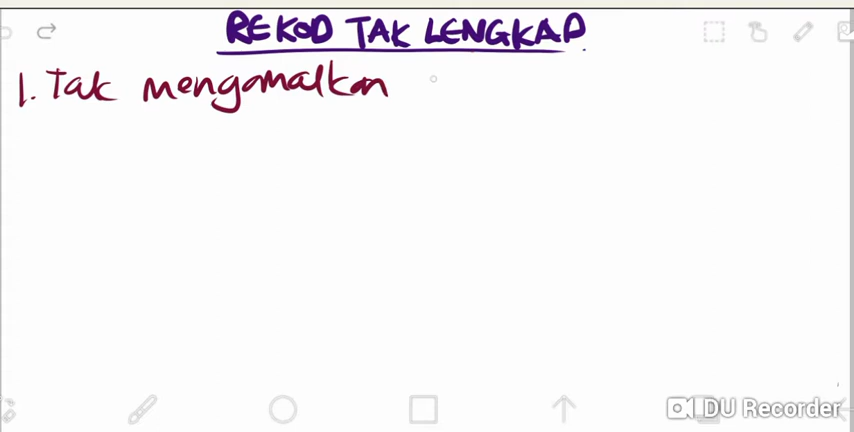 REKOD TAK LENGKAP
1. Tak mengamalkan
DU Recorder